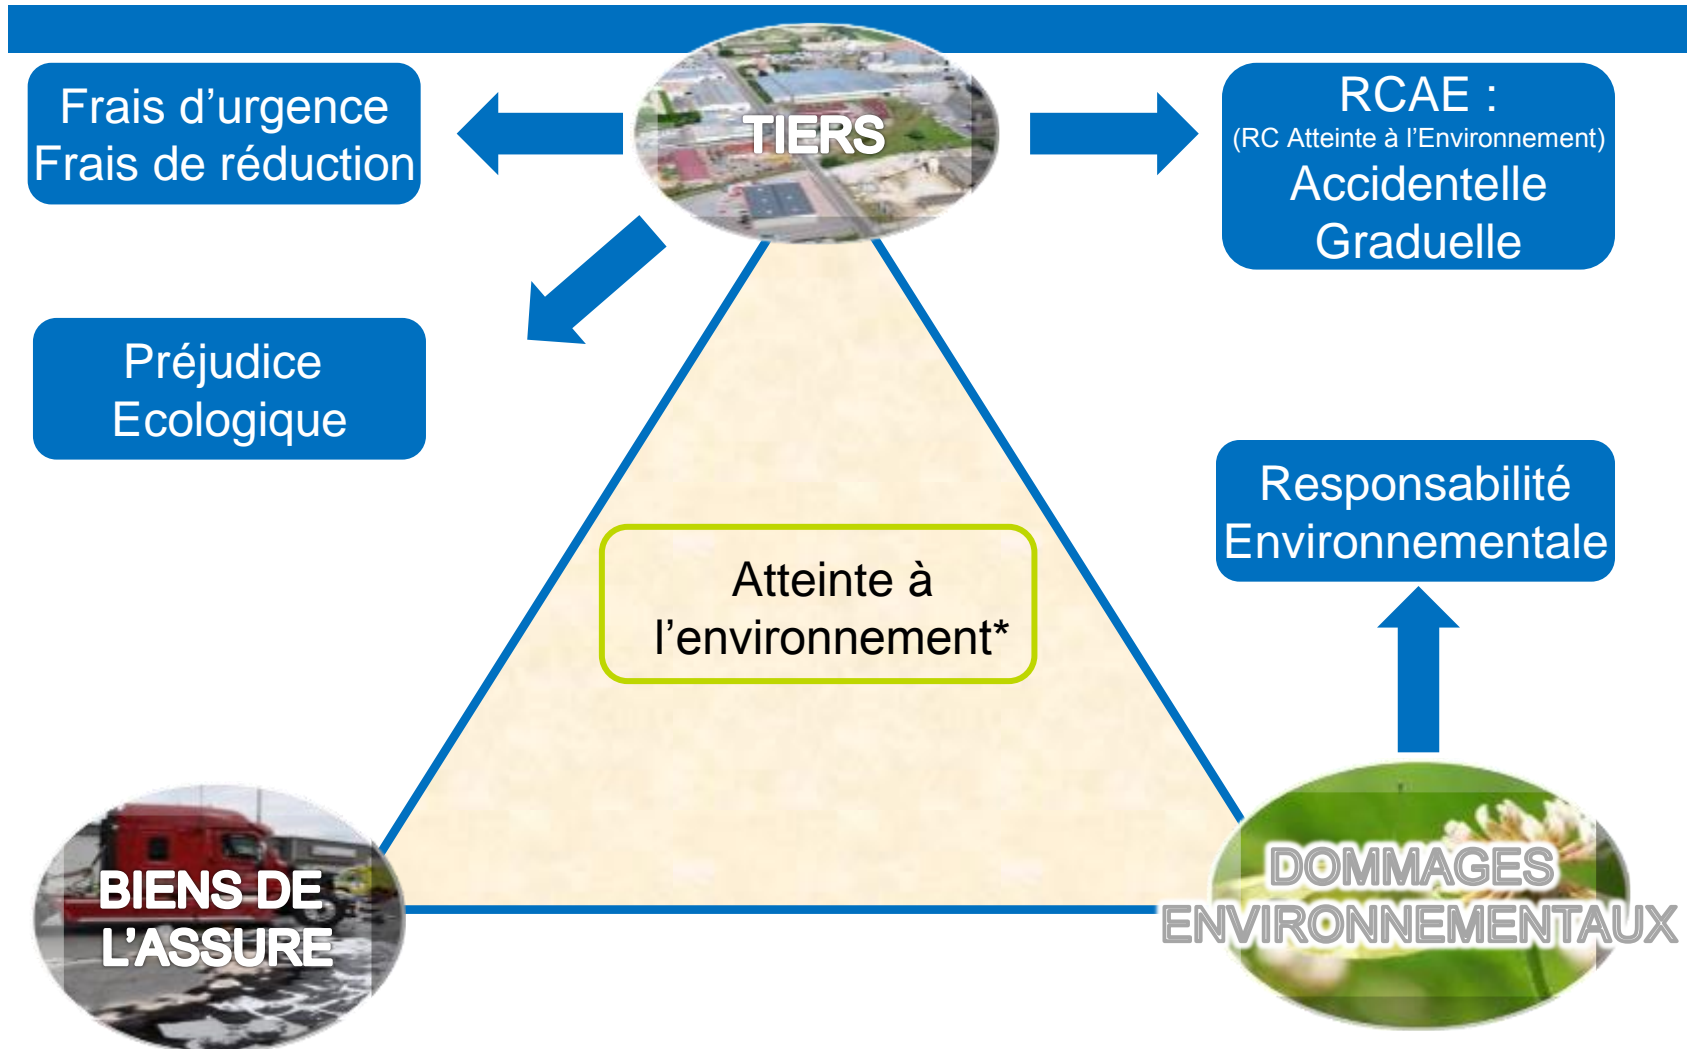 Frais d’urgence
Frais de réduction
TIERS
RCAE :
(RC Atteinte à l’Environnement)
Accidentelle
Graduelle
Préjudice
Ecologique
Responsabilité
Environnementale
Atteinte à
l’environnement*
BIENS DE
L’ASSURE
DOMMAGES
ENVIRONNEMENTAUX